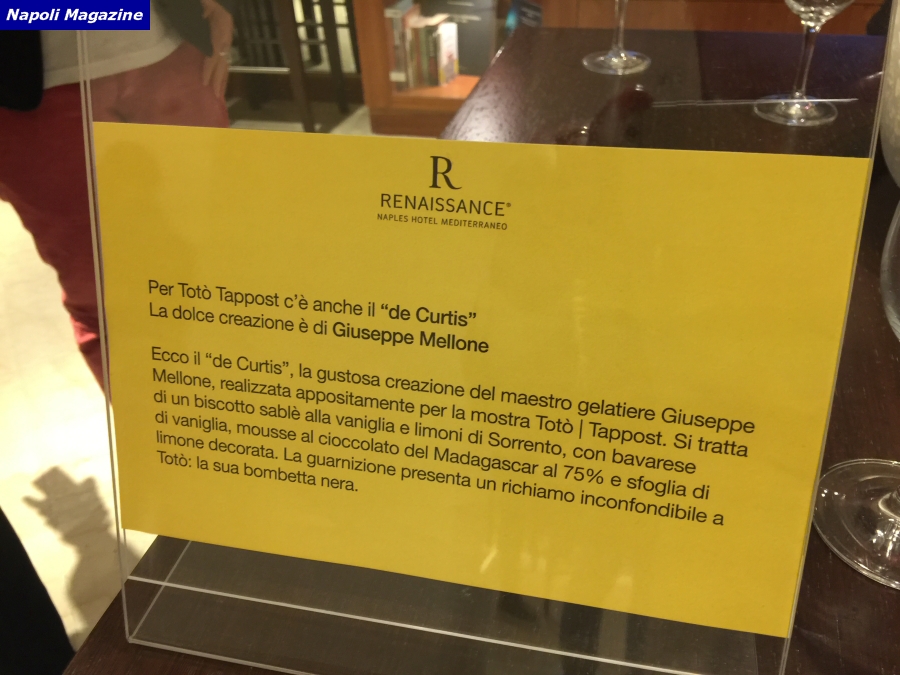 Napoli Magazine
R
RENAISSANCE®
NAPLES HOTEL MEDITERRANEO
Per Totò Tappost c'è anche il “de Curtis”
La dolce creazione è di Giuseppe Mellone
Ecco il “de Curtis”, la gustosa creazione del maestro gelatiere Giuseppe
Mellone, realizzata appositamente per la mostra Totò | Tappost. Si tratta
di un biscotto sablè alla vaniglia e limoni di Sorrento, con bavarese
di vaniglia, mousse al cioccolato del Madagascar al 75% e sfoglia di
limone decorata. La guarnizione presenta un richiamo inconfondibile a
Totò: la sua bombetta nera.